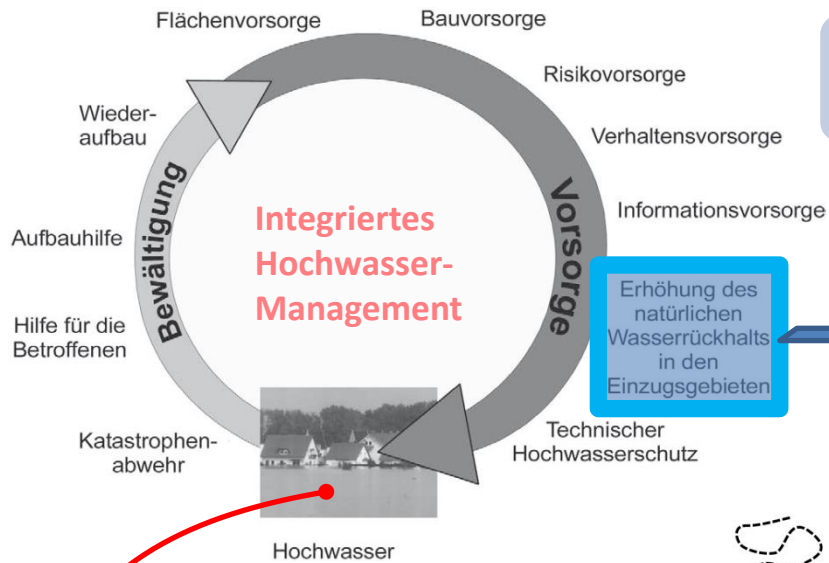 Flächenvorsorge
Bauvorsorge
Risikovorsorge
Verhaltensvorsorge
Informationsvorsorge
Erhöhung des
natürlichen
Wasserrückhalts
in den
Einzugsgebieten
Technischer
Hochwasserschutz
Hochwasser
Katastrophen-
abwehr
Hilfe für die
Betroffenen
Aufbauhilfe
Wieder-
aufbau
Bewältigung
Vorsorge
Integriertes
Hochwasser-
Management